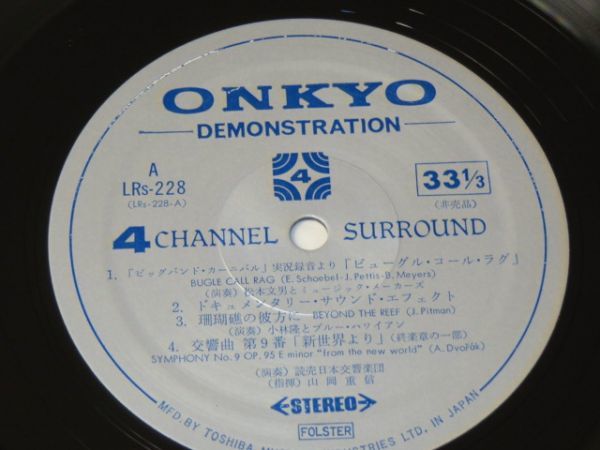 ONKYO
DEMONSTRATION
A
LRS-228
(LRS-228-A)
4
33 1/3
(非売品)
4 CHANNEL SURROUND
1. 『ビッグバンド・カーニバル』実況録音より『ビューグル・コール・ラグ』
BUGLE CALL RAG (E. Schoebel-J. Pettis-B. Meyers)
(演奏) 松本文男とミュージック・メーカーズ
2. ドキュメンタリー・サウンド・エフェクト
3. 珊瑚礁の彼方に BEYOND THE REEF (J. Pitman)
(演奏) 小林隆とブルー・ハワイアン
4. 交響曲 第9番「新世界より」(終楽章の一部)
SYMPHONY No. 9 OP. 95 E minor "from the new world" (A. Dvořák)
(演奏) 読売日本交響楽団
(指揮) 山岡重信
STEREO
FOLSTER
MFD. BY TOSHIBA INDUSTRIES LTD, IN JAPAN